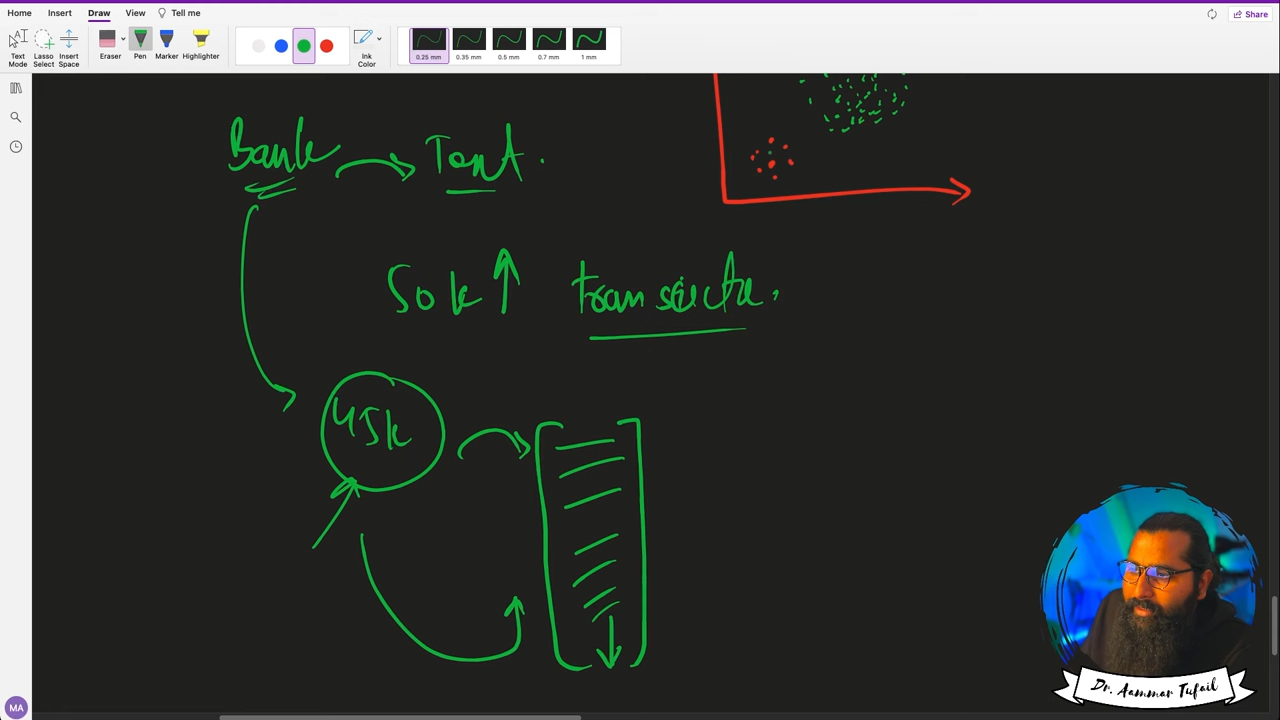 Home Insert Draw View Tell me
Share
Text Mode
Lasso Select
Insert Space
Eraser
Pen
Marker
Highlighter
Ink Color
0.25 mm
0.35 mm
0.5 mm
0.7 mm
1 mm
Bank
50k
45k
MA
Dr. Aammar Tufail